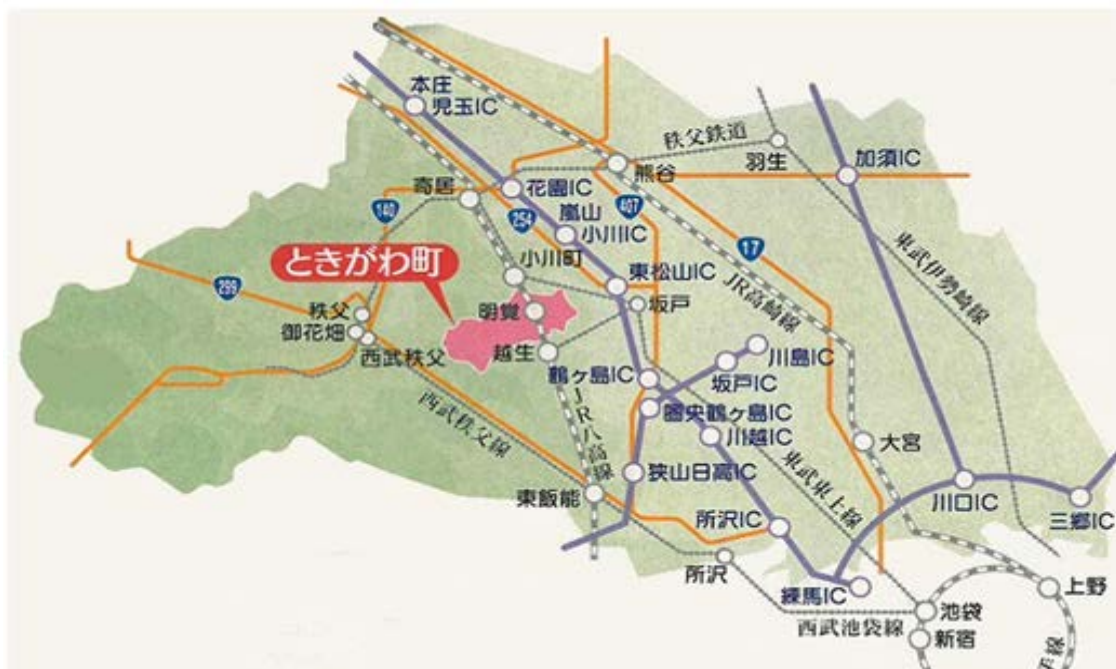 本庄
児玉IC
秩父鉄道
羽生
加須IC
熊谷
寄居
花園IC
140
254
407
嵐山
小川IC
17
東武伊勢崎線
ときがわ町
小川町
東松山IC
JR高崎線
299
秩父
明覚
坂戸
御花畑
西武秩父
越生
川島IC
鶴ヶ島IC
坂戸IC
圏央鶴ヶ島IC
西武秩父線
JR八高線
川越IC
大宮
狭山日高IC
東武東上線
川口IC
東飯能
三郷IC
所沢IC
所沢
練馬IC
上野
池袋
西武池袋線
新宿
手線